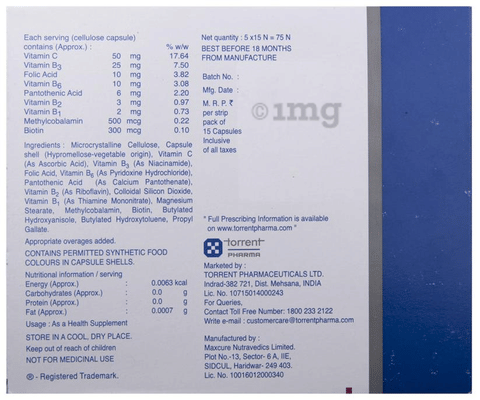 Each serving (cellulose capsule)
contains (Approx.) : % w/w
Vitamin C 50 mg 17.64
Vitamin B3 25 mg 7.50
Folic Acid 10 mg 3.82
Vitamin B6 10 mg 3.08
Pantothenic Acid 6 mg 2.20
Vitamin B2 3 mg 0.97
Vitamin B1 2 mg 0.73
Methylcobalamin 500 mcg 0.22
Biotin 300 mcg 0.10
Ingredients : Microcrystalline Cellulose, Capsule
shell (Hypromellose-vegetable origin), Vitamin C
(As Ascorbic Acid), Vitamin B3 (As Niacinamide),
Folic Acid, Vitamin B6 (As Pyridoxine Hydrochloride),
Pantothenic Acid (As Calcium Pantothenate),
Vitamin B2 (As Riboflavin), Colloidal Silicon Dioxide,
Vitamin B1 (As Thiamine Mononitrate), Magnesium
Stearate, Methylcobalamin, Biotin, Butylated
Hydroxyanisole, Butylated Hydroxytoluene, Propyl
Gallate.
Appropriate overages added.
CONTAINS PERMITTED SYNTHETIC FOOD
COLOURS IN CAPSULE SHELLS.
Nutritional information / serving
Energy (Approx.) : 0.0063 kcal
Carbohydrates (Approx.) : 0.0 g
Protein (Approx.) : 0.0 g
Fat (Approx.) : 0.0007 g
Usage : As a Health Supplement
STORE IN A COOL, DRY PLACE.
Keep out of reach of children
NOT FOR MEDICINAL USE
® - Registered Trademark.
Net quantity : 5 x15 N = 75 N
BEST BEFORE 18 MONTHS
FROM MANUFACTURE
Batch No. :
Mfg. Date :
M. R. P. ₹
per strip
pack of
15 Capsules
Inclusive
of all taxes
©1mg
" Full Prescribing Information is available
on www.torrentpharma.com "
torrent
PHARMA
Marketed by :
TORRENT PHARMACEUTICALS LTD.
Indrad-382 721, Dist. Mehsana, INDIA
Lic. No. 10715014000243
For Queries,
Contact Toll Free Number: 1800 233 2122
Write e-mail : customercare@torrentpharma.com
Manufactured by :
Maxcure Nutravedics Limited.
Plot No.-13, Sector- 6 A, IIE,
SIDCUL, Haridwar- 249 403.
Lic. No. 10016012000340